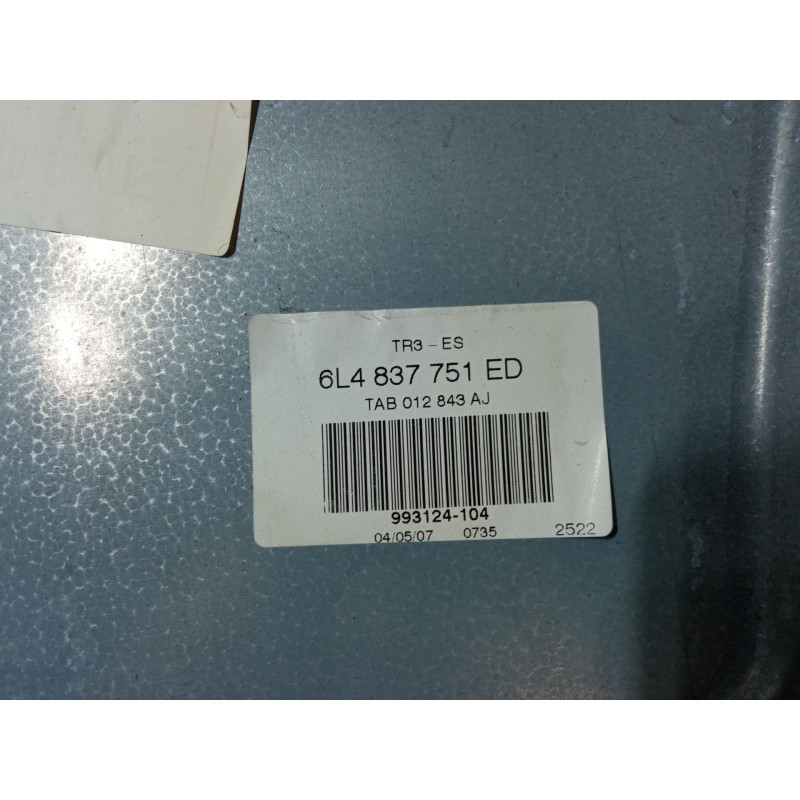 TR3 - ES
6L4 837 751 ED
TAB 012 843 AJ
993124-104
04/05/07 0735 2522